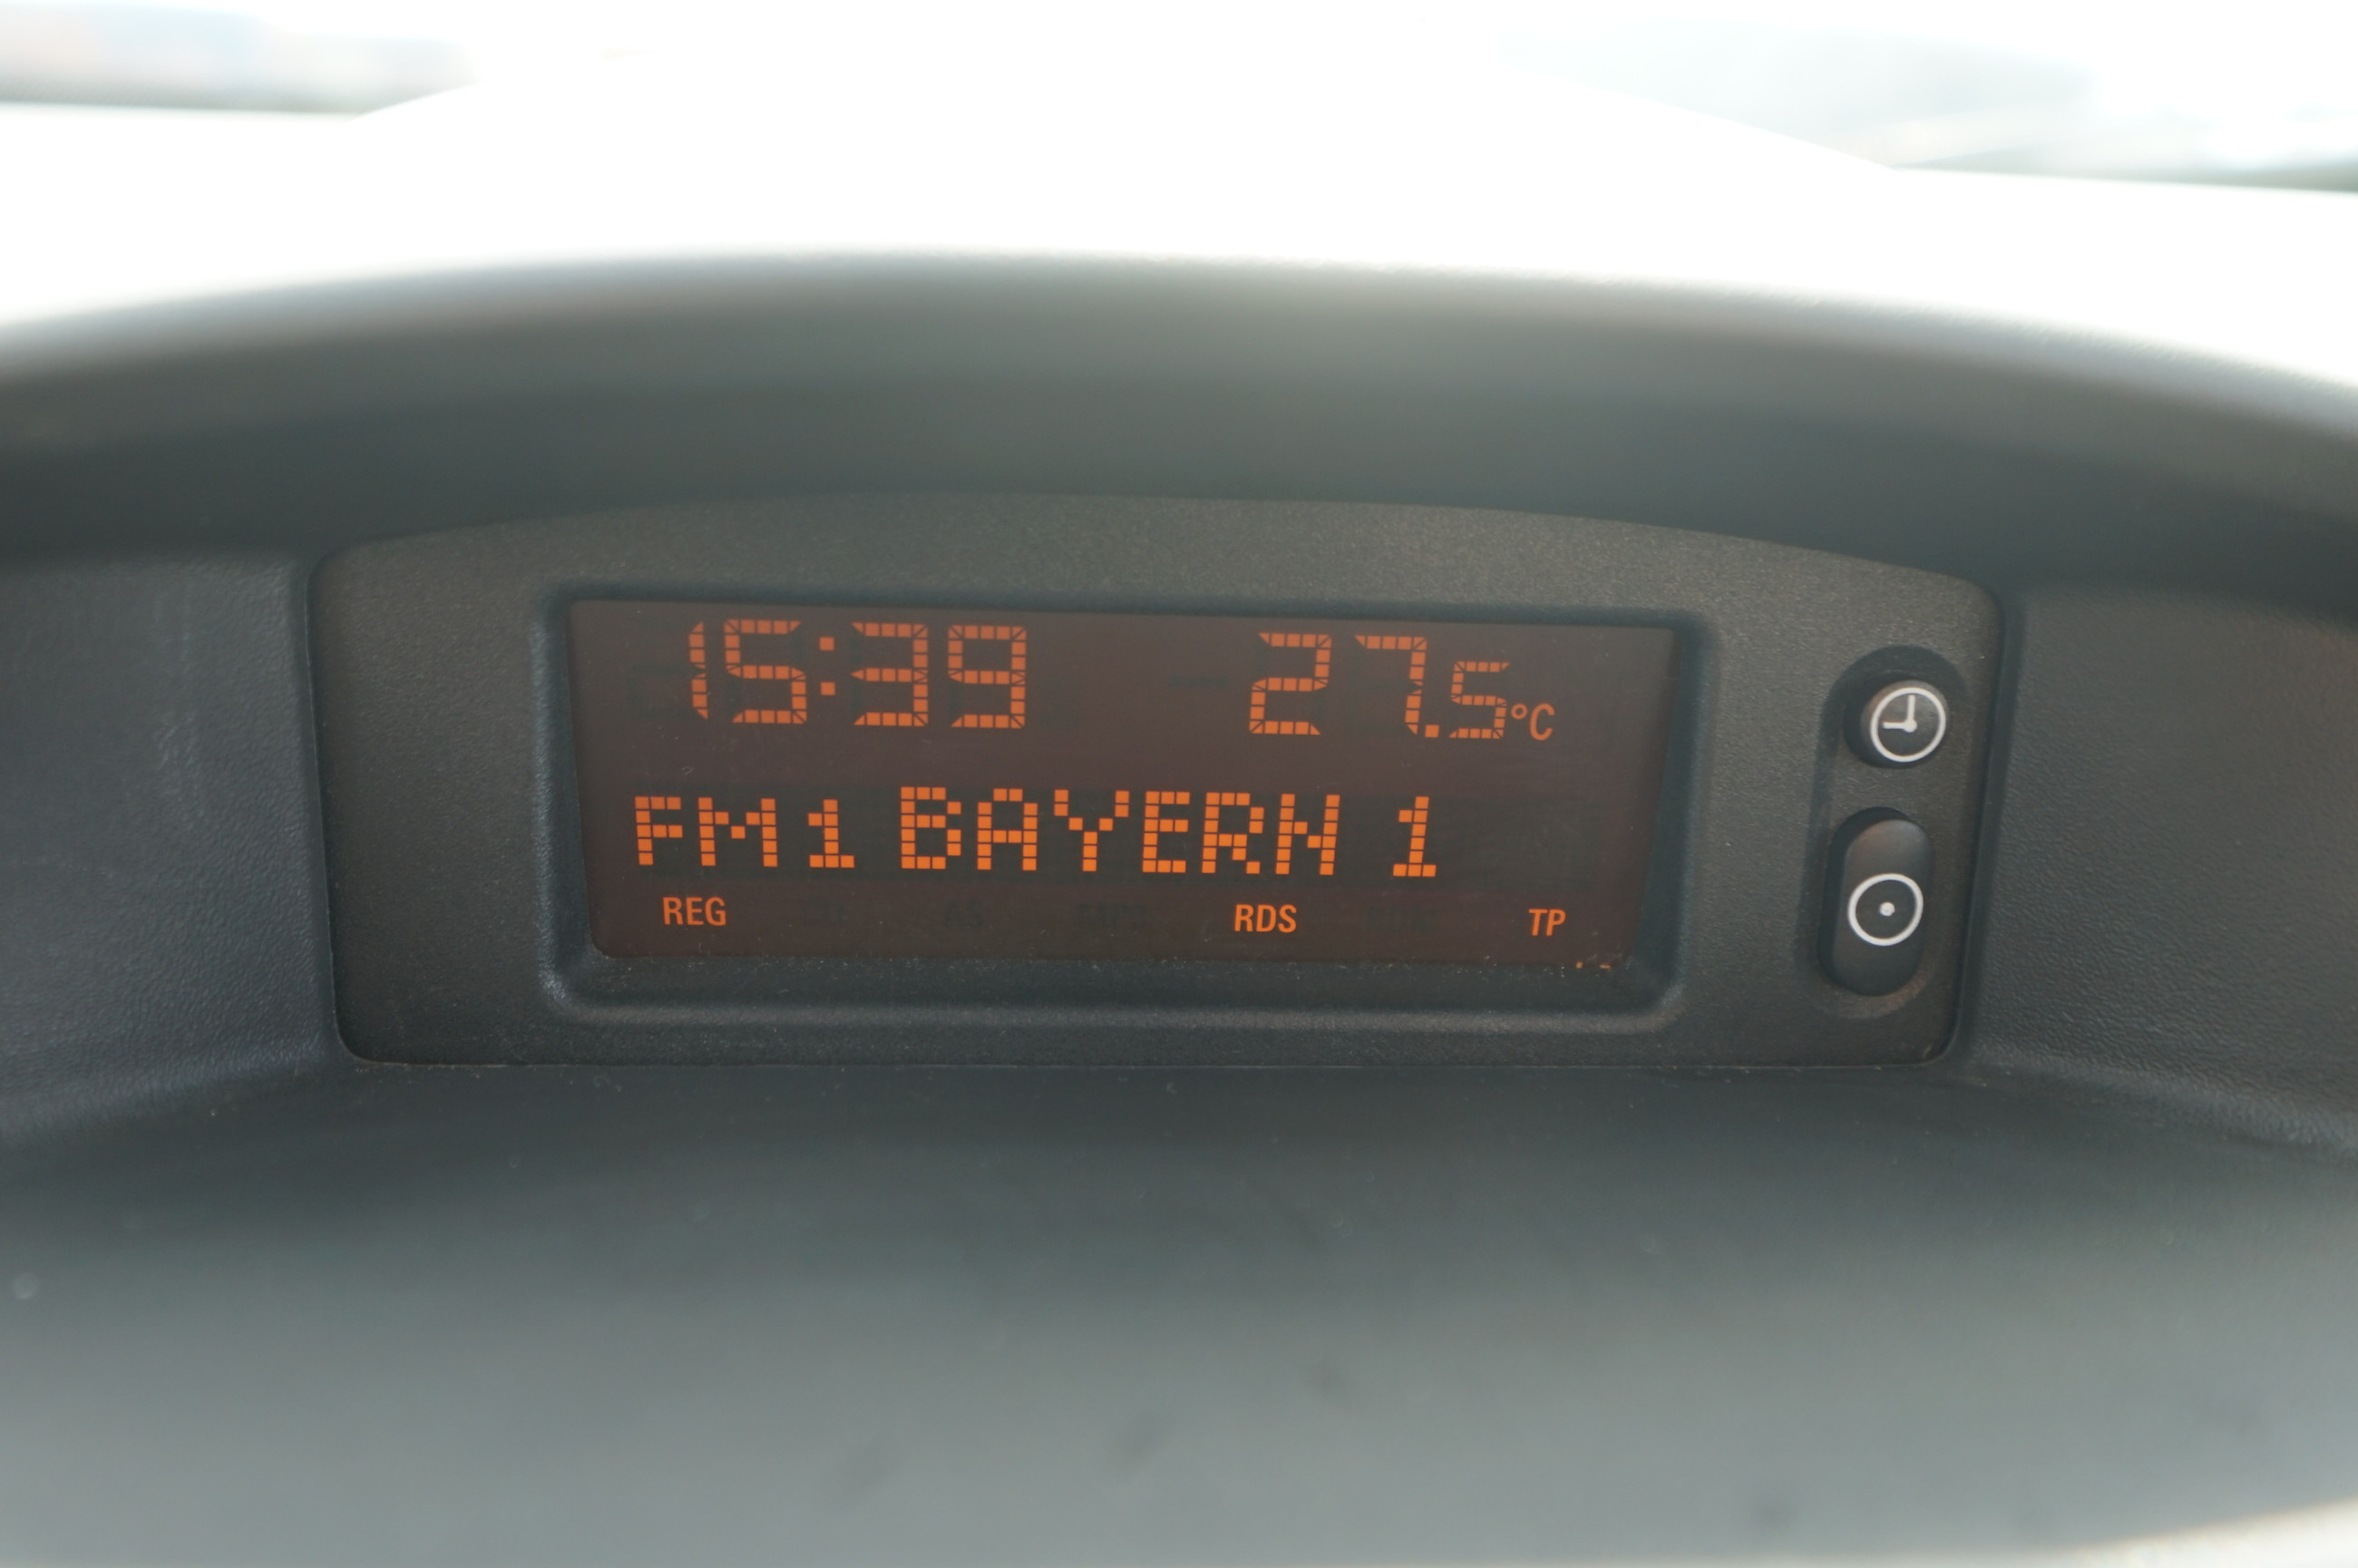 15:39 27.5°C
FM1 BAYERN 1
REG RDS TP